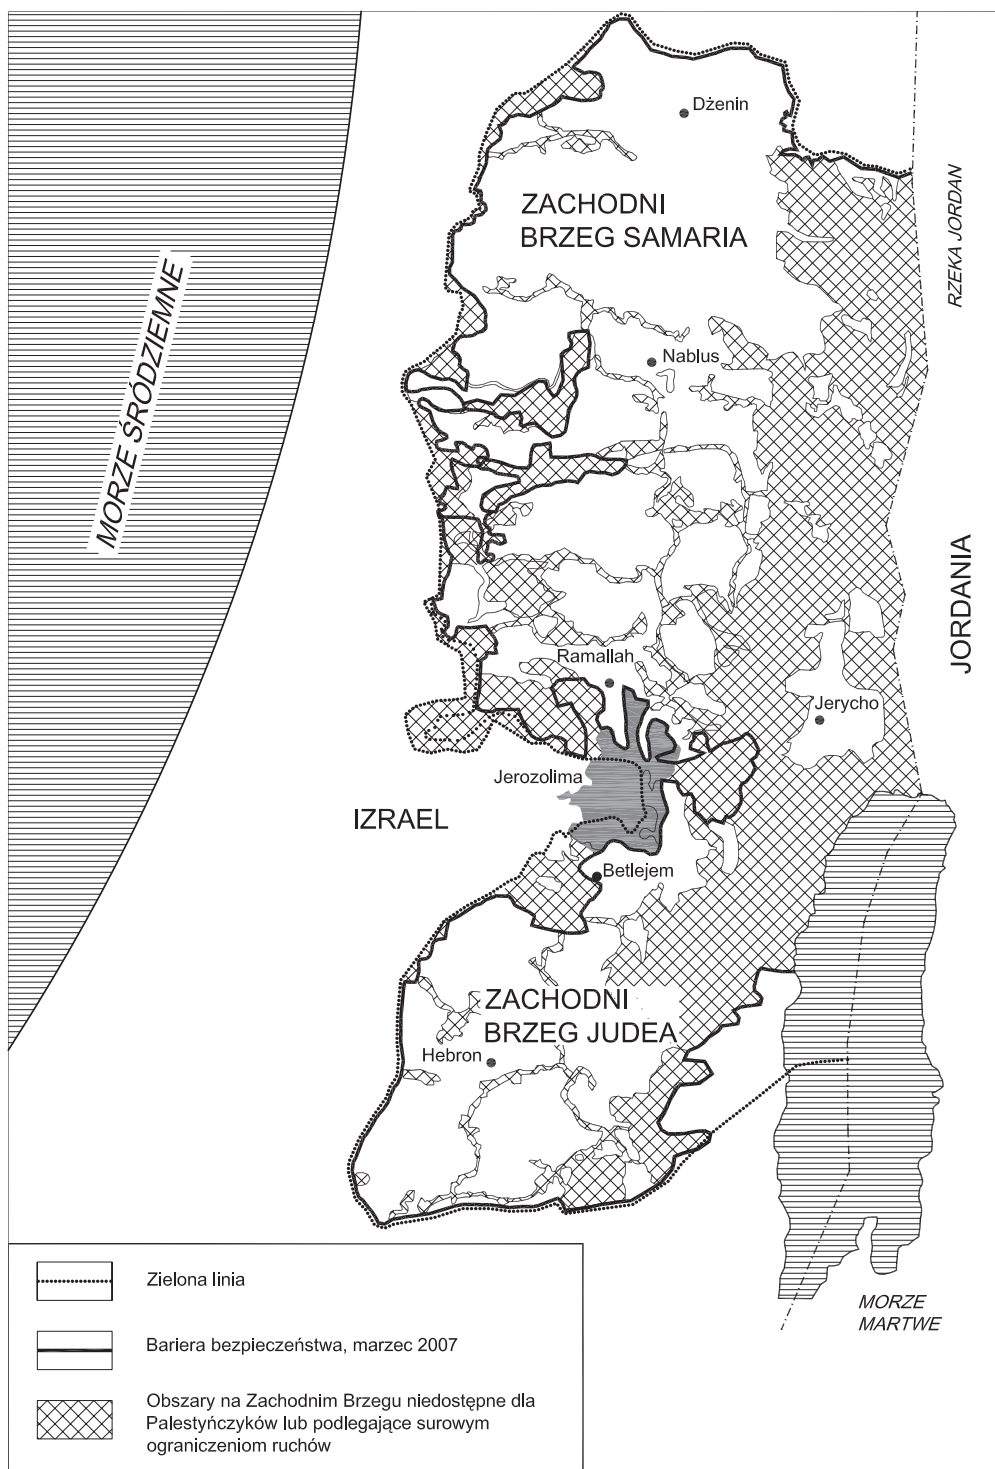 Dżenin
ZACHODNI
BRZEG SAMARIA
RZEKA JORDAN
MORZE ŚRÓDZIEMNE
Nablus
JORDANIA
Ramallah
Jerycho
Jerozolima
IZRAEL
Betlejem
ZACHODNI
BRZEG JUDEA
Hebron
MORZE
MARTWE
Zielona linia
Bariera bezpieczeństwa, marzec 2007
Obszary na Zachodnim Brzegu niedostępne dla
Palestyńczyków lub podlegające surowym
ograniczeniom ruchów